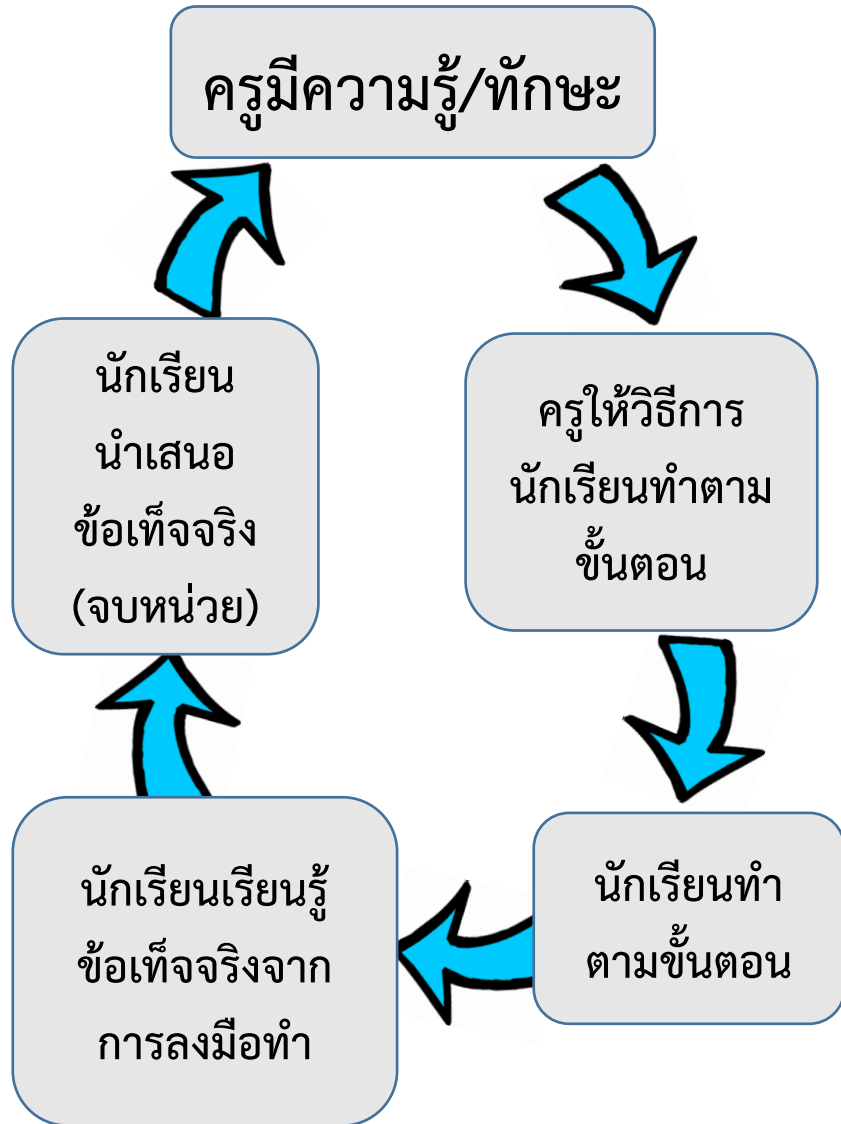 ครูมีความรู้/ทักษะ
ครูให้วิธีการ
นักเรียนทำตาม
ขั้นตอน
นักเรียนทำ
ตามขั้นตอน
นักเรียนเรียนรู้
ข้อเท็จจริงจาก
การลงมือทำ
นักเรียน
นำเสนอ
ข้อเท็จจริง
(จบหน่วย)